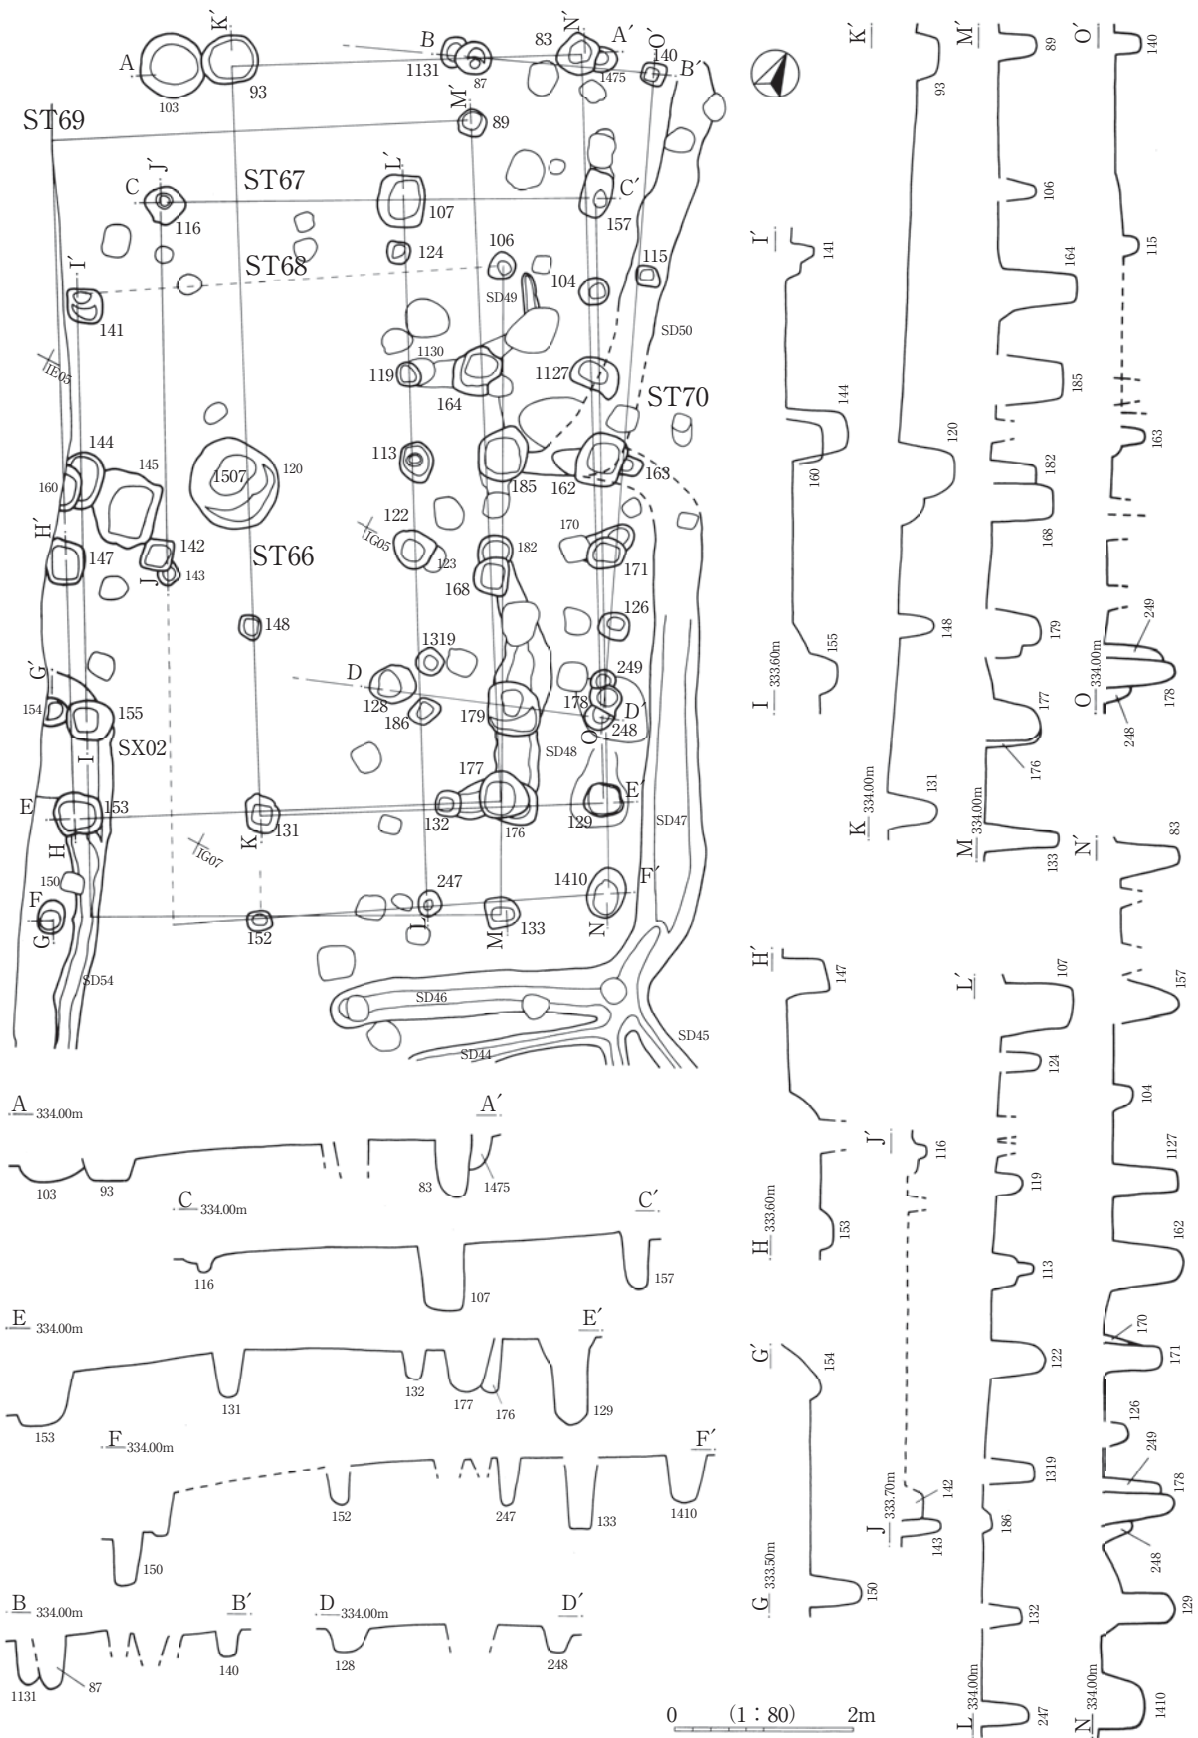 K′
N′
B
83
A′
O′
A
1131
140
B′
93
103
87
1475
M′
89
ST69
J′
L′
C
ST67
C′
116
107
157
106
115
124
104
ST68
I′
SD49
141
SD50
1130
IE05
119
1127
164
ST70
144
145
113
160
1507
120
185
162
163
H′
122
IG05
170
182
142
147
123
171
ST66
J
143
168
126
148
1319
249
G′
D
178
D′
128
154
155
186
179
O
248
SX02
SD48
I
177
E
153
E′
132
129
176
SD47
131
H
K
IG07
150
247
1410
F′
F
G
152
L
M
133
N
SD54
SD46
SD44
SD45
A 334.00m
A′
103
93
83
1475
C 334.00m
C′
116
107
157
E 334.00m
E′
153
131
132
177
176
129
F 334.00m
F′
150
152
247
133
1410
B 334.00m
B′
1131
87
140
D 334.00m
D′
128
248
I′
141
144
160
155
I 333.60m
H′
147
153
H 333.60m
G′
154
150
G 333.50m
K′
93
120
148
131
K 334.00m
J′
116
142
143
J 333.70m
M′
89
106
164
185
182
168
179
177
176
133
M 334.00m
L′
107
124
119
113
122
1319
186
132
247
L 334.00m
O′
140
115
163
249
178
248
O 334.00m
N′
83
157
104
1127
162
170
171
126
249
178
248
129
1410
N 334.00m
0 (1：80) 2m